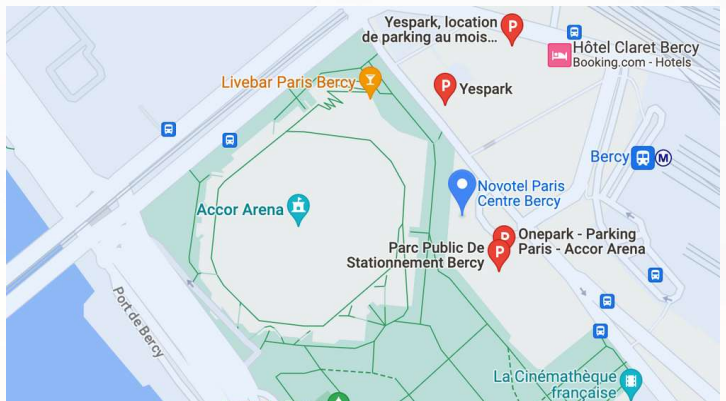 Yespark, location
de parking au mois...
P
Hôtel Claret Bercy
Booking.com - Hotels
Livebar Paris Bercy
P
Yespark
Bercy
M
Novotel Paris
Centre Bercy
Accor Arena
P
Onepark - Parking
Paris - Accor Arena
Parc Public De
Stationnement Bercy
P
Port de Bercy
La Cinémathèque
française